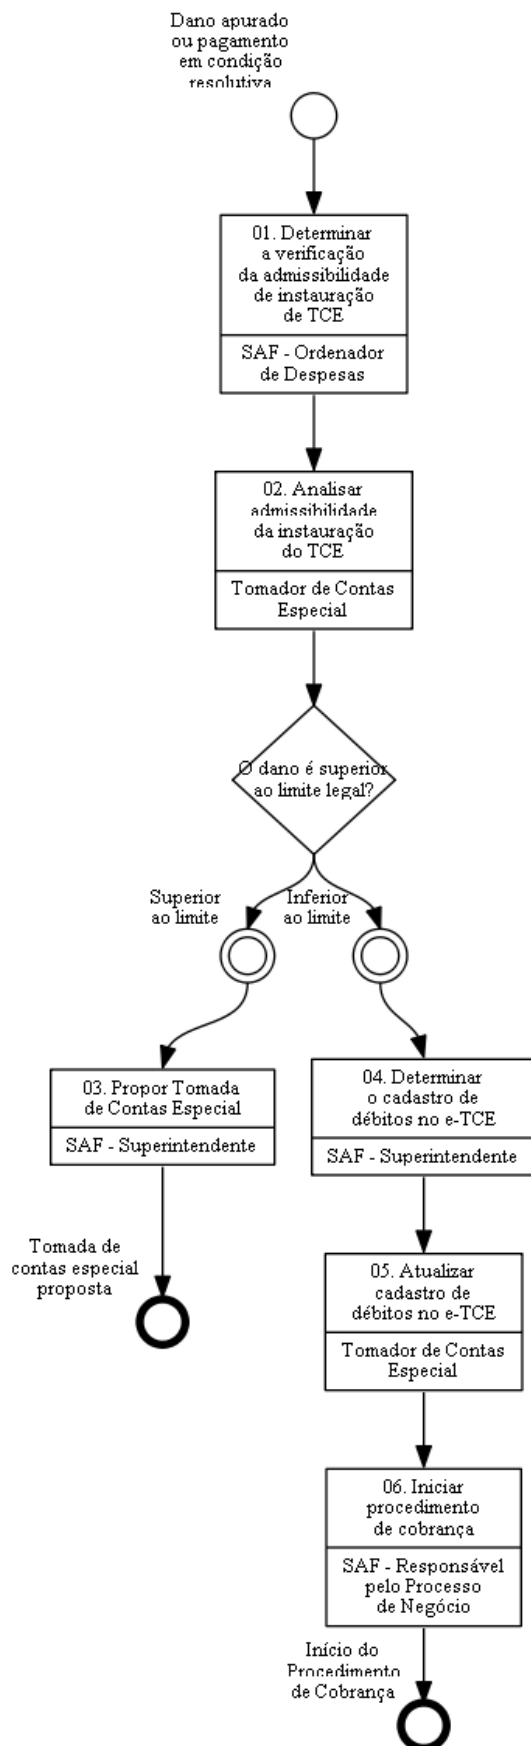 Dano apurado
ou pagamento
em condição
resolutiva
01. Determinar
a verificação
da admissibilidade
de instauração
de TCE
SAF - Ordenador
de Despesas
02. Analisar
admissibilidade
da instauração
do TCE
Tomador de Contas
Especial
O dano é superior
ao limite legal?
Superior
ao limite
Inferior
ao limite
03. Propor Tomada
de Contas Especial
SAF - Superintendente
04. Determinar
o cadastro de
débitos no e-TCE
SAF - Superintendente
Tomada de
contas especial
proposta
05. Atualizar
cadastro de
débitos no e-TCE
Tomador de Contas
Especial
06. Iniciar
procedimento
de cobrança
SAF - Responsável
pelo Processo
de Negócio
Início do
Procedimento
de Cobrança